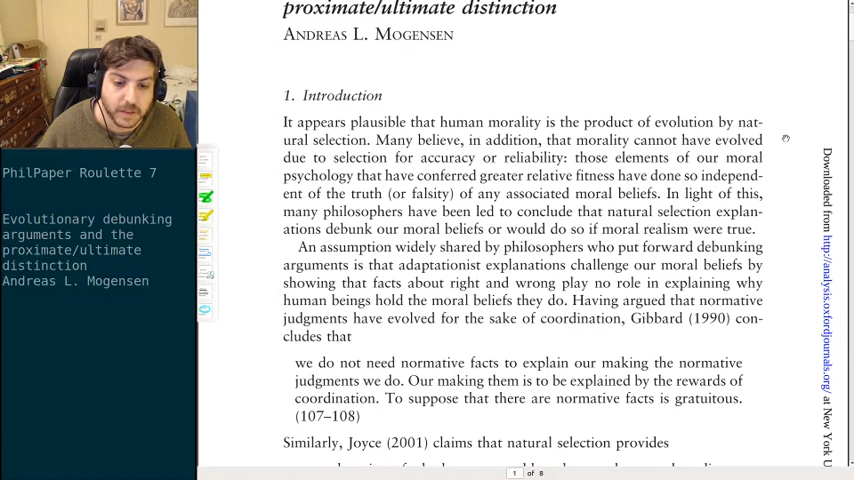 proximate/ultimate distinction
ANDREAS L. MOGENSEN
1. Introduction
It appears plausible that human morality is the product of evolution by nat-
ural selection. Many believe, in addition, that morality cannot have evolved
due to selection for accuracy or reliability: those elements of our moral
psychology that have conferred greater relative fitness have done so independ-
ent of the truth (or falsity) of any associated moral beliefs. In light of this,
many philosophers have been led to conclude that natural selection explan-
ations debunk our moral beliefs or would do so if moral realism were true.
An assumption widely shared by philosophers who put forward debunking
arguments is that adaptationist explanations challenge our moral beliefs by
showing that facts about right and wrong play no role in explaining why
human beings hold the moral beliefs they do. Having argued that normative
judgments have evolved for the sake of coordination, Gibbard (1990) con-
cludes that
we do not need normative facts to explain our making the normative
judgments we do. Our making them is to be explained by the rewards of
coordination. To suppose that there are normative facts is gratuitous.
(107–108)
Similarly, Joyce (2001) claims that natural selection provides
1 of 8
PhilPaper Roulette 7
Evolutionary debunking
arguments and the
proximate/ultimate
distinction
Andreas L. Mogensen
Downloaded from http://analysis.oxfordjournals.org/ at New York U